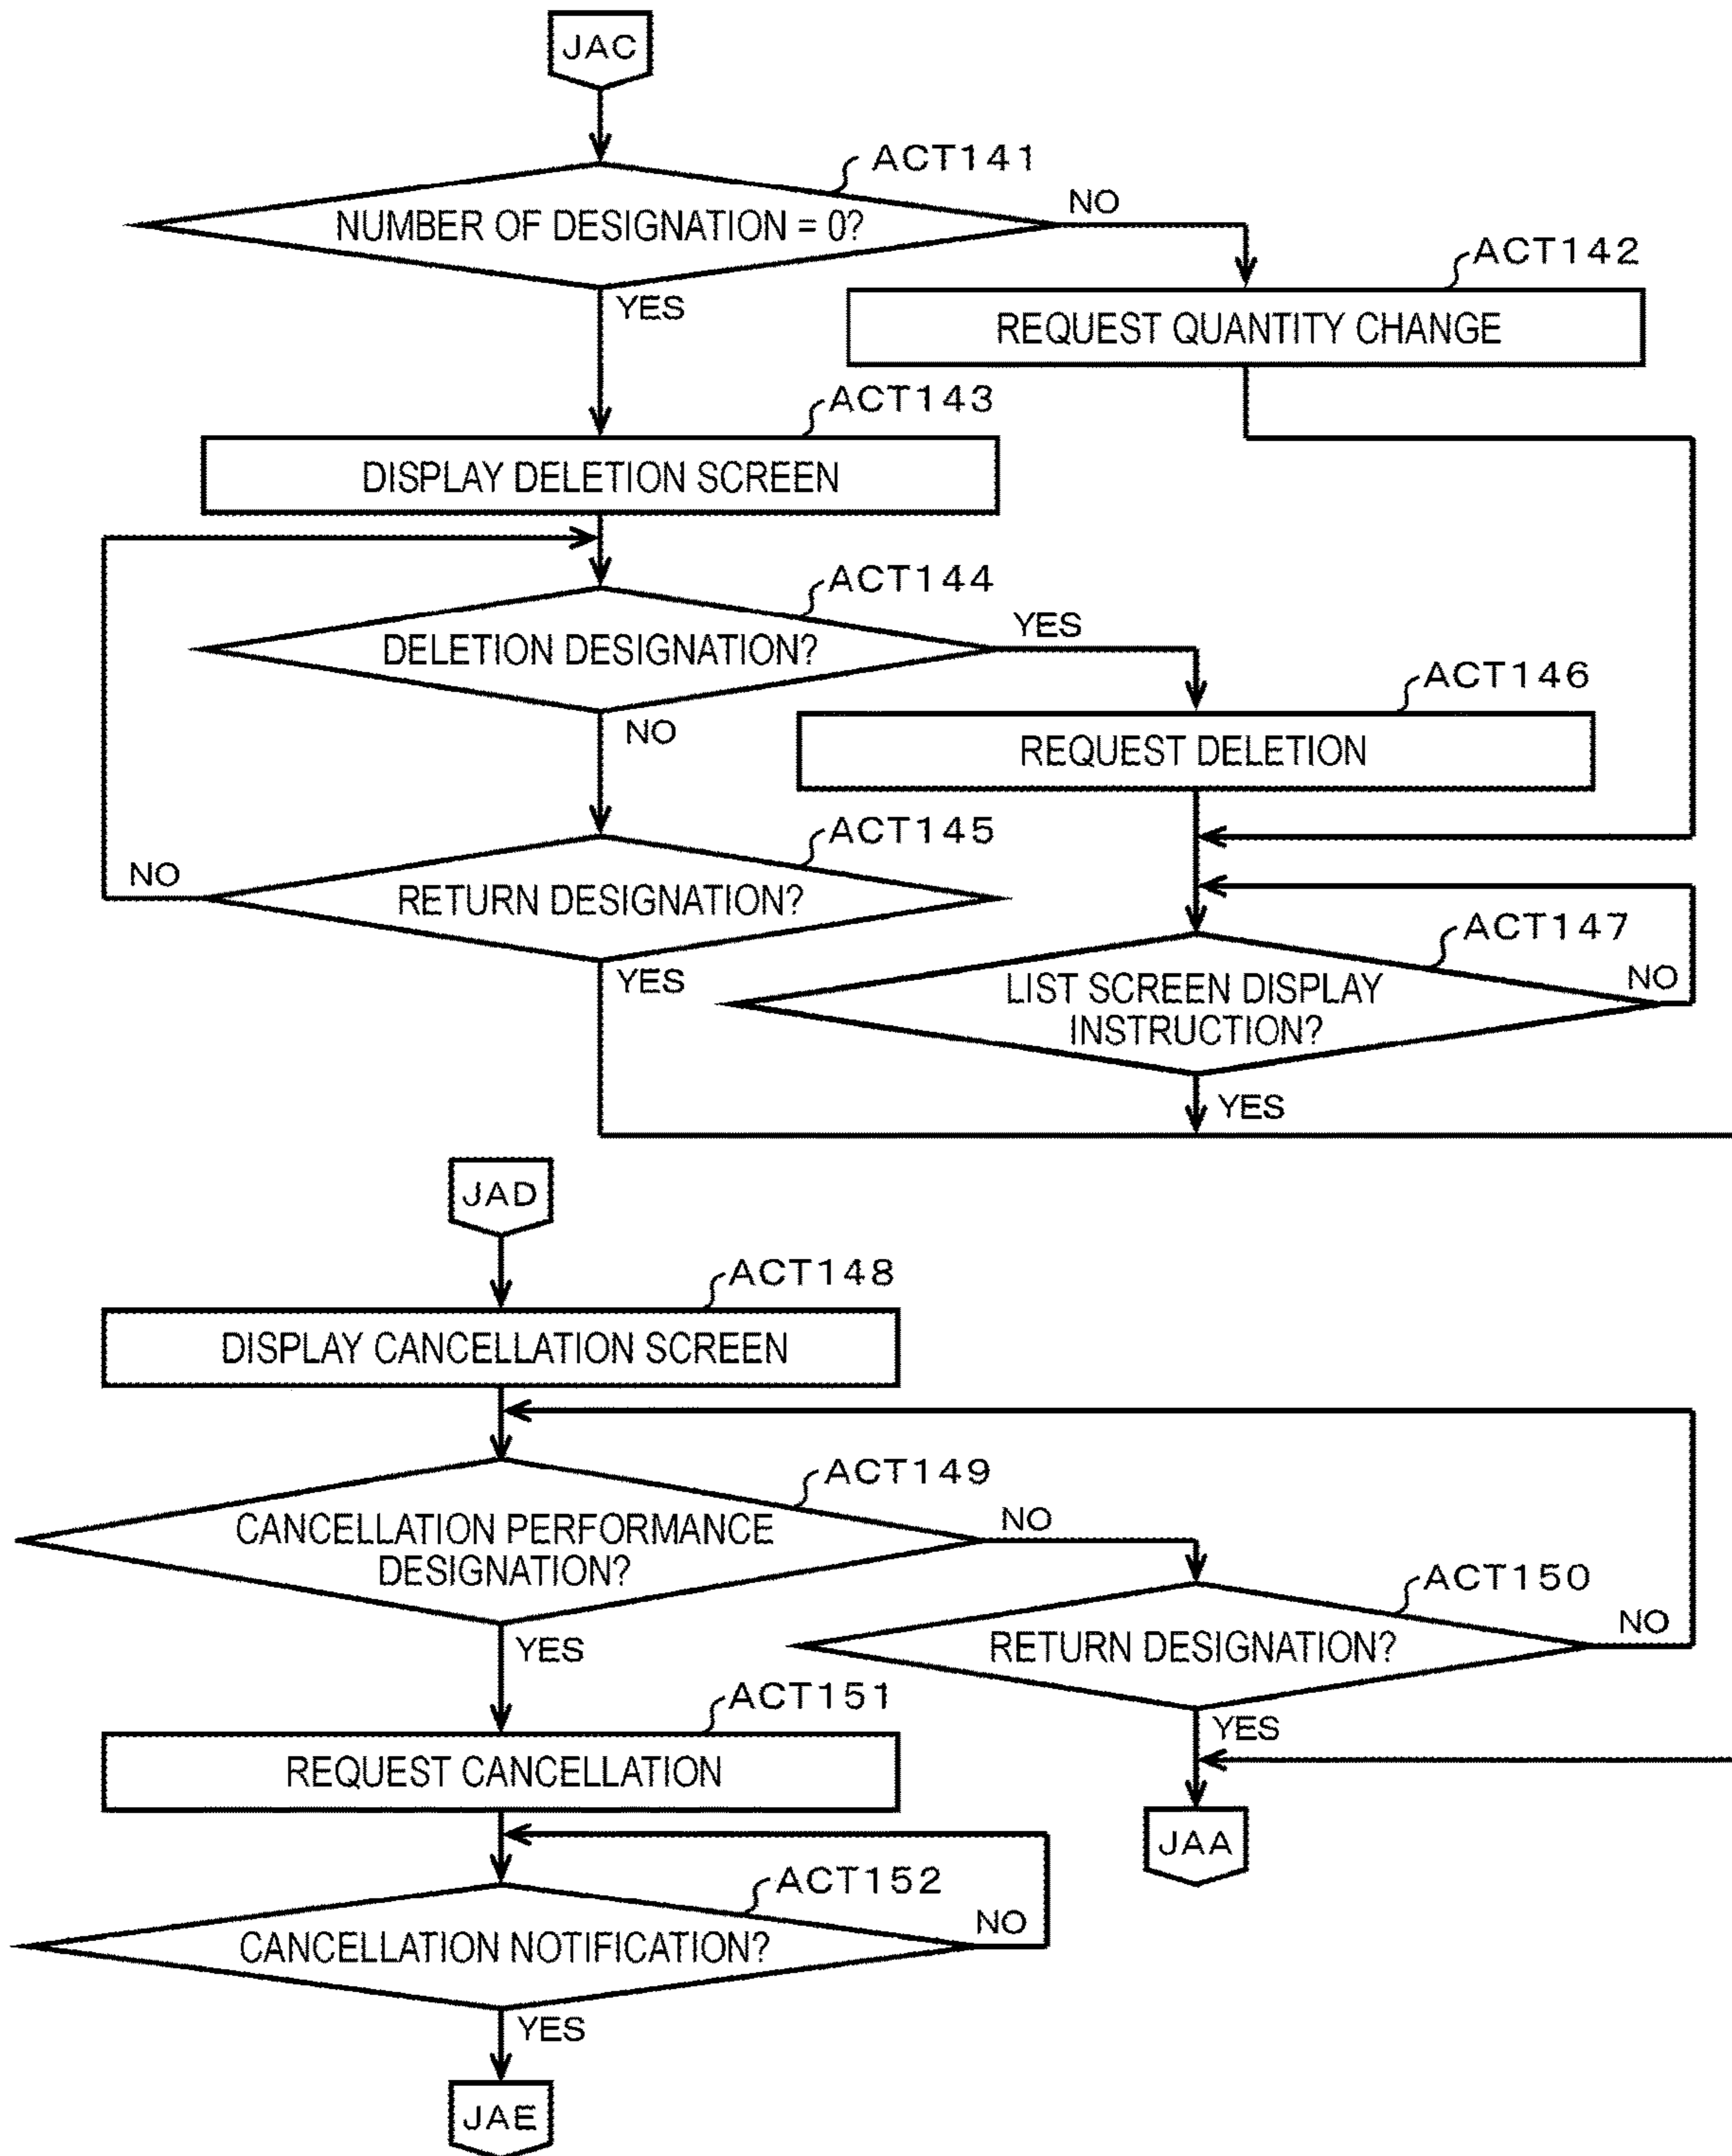 JAC
ACT141
NUMBER OF DESIGNATION = 0?
NO
YES
ACT142
REQUEST QUANTITY CHANGE
ACT143
DISPLAY DELETION SCREEN
ACT144
DELETION DESIGNATION?
YES
NO
ACT146
REQUEST DELETION
ACT145
NO
RETURN DESIGNATION?
YES
ACT147
LIST SCREEN DISPLAY
INSTRUCTION?
NO
YES
JAD
ACT148
DISPLAY CANCELLATION SCREEN
ACT149
CANCELLATION PERFORMANCE
DESIGNATION?
NO
YES
ACT150
RETURN DESIGNATION?
NO
YES
ACT151
REQUEST CANCELLATION
JAA
ACT152
CANCELLATION NOTIFICATION?
NO
YES
JAE